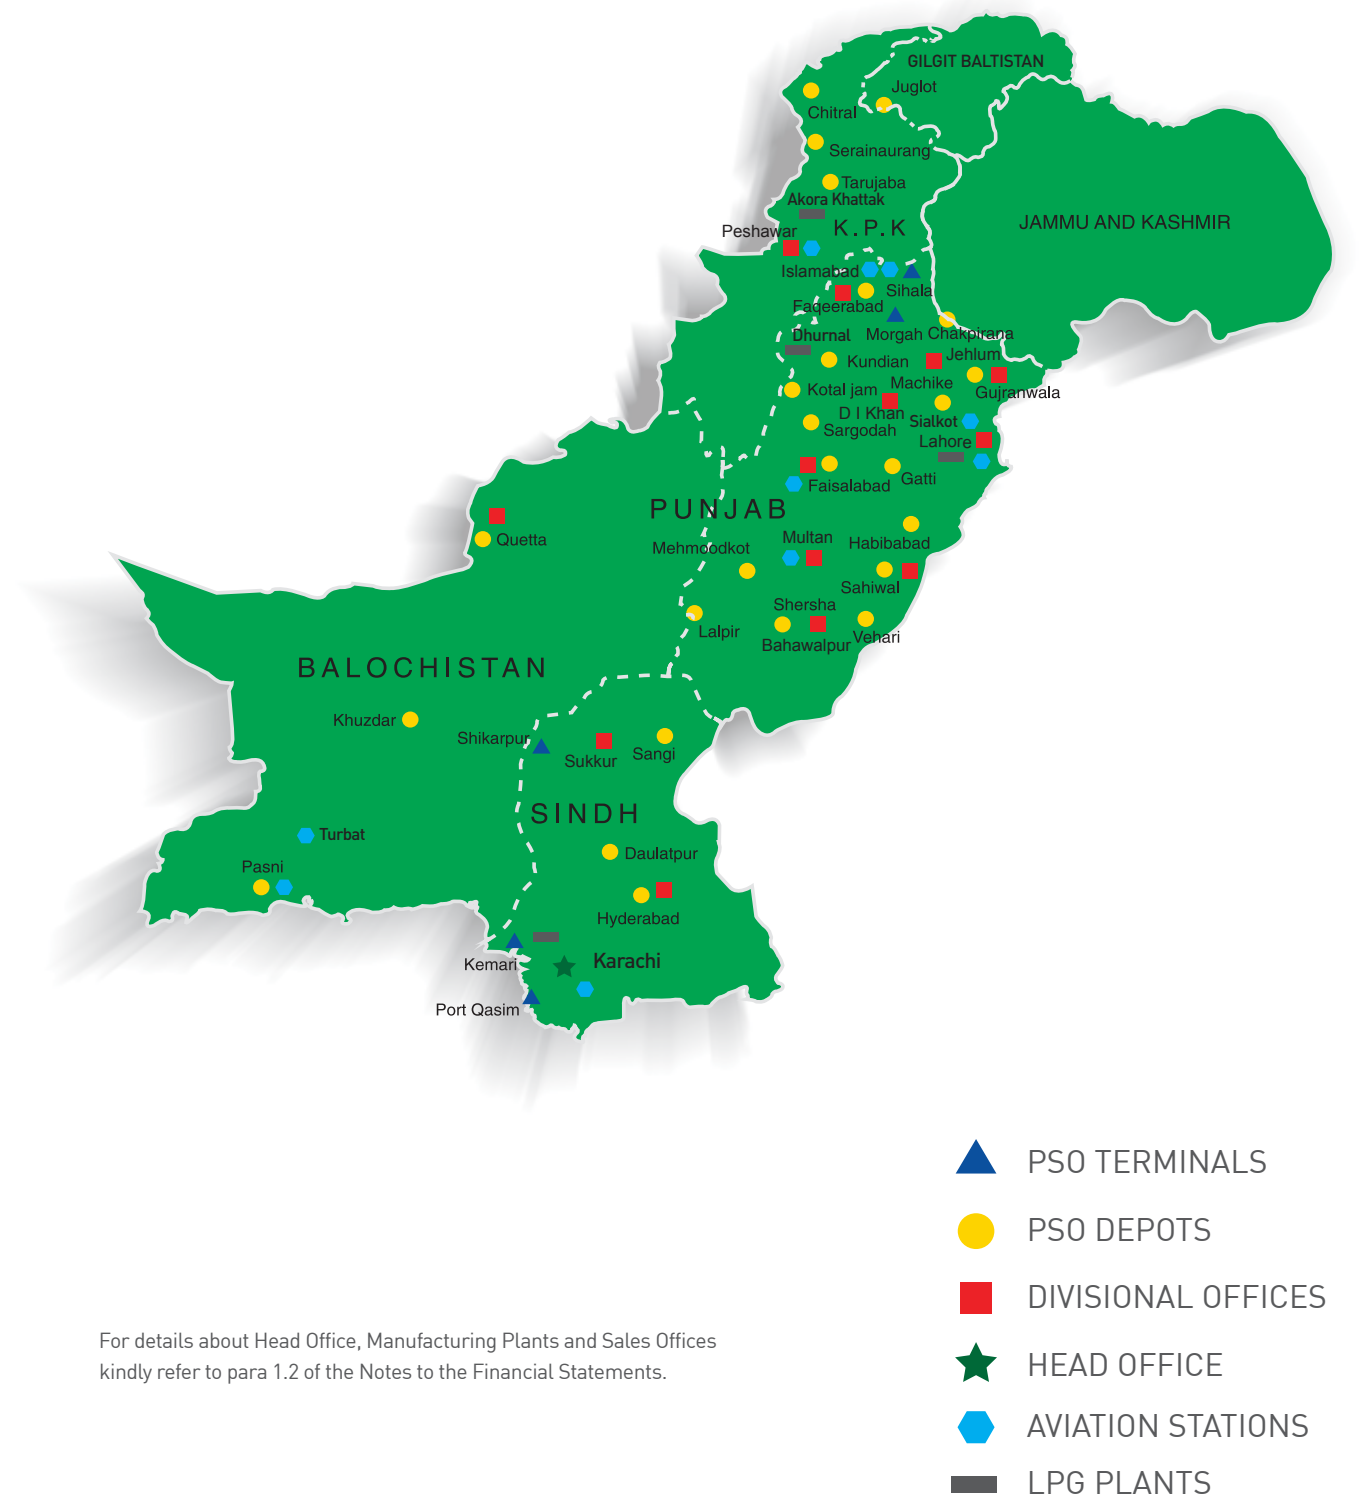 GILGIT BALTISTAN
Juglot
Chitral
Serainaurang
Tarujaba
Akora Khattak
K.P.K
JAMMU AND KASHMIR
Peshawar
Islamabad
Sihala
Faqeerabad
Morgah
Chakpirana
Dhurnal
Jehlum
Kundian
Machike
Gujranwala
Kotal jam
D I Khan
Sialkot
Sargodah
Lahore
Gatti
Faisalabad
PUNJAB
Multan
Habibabad
Quetta
Mehmoodkot
Sahiwal
Shersha
Lalpir
Vehari
Bahawalpur
BALOCHISTAN
Khuzdar
Shikarpur
Sangi
Sukkur
SINDH
Turbat
Daulatpur
Pasni
Hyderabad
Karachi
Kemari
Port Qasim
PSO TERMINALS
PSO DEPOTS
DIVISIONAL OFFICES
HEAD OFFICE
AVIATION STATIONS
LPG PLANTS
For details about Head Office, Manufacturing Plants and Sales Offices
kindly refer to para 1.2 of the Notes to the Financial Statements.